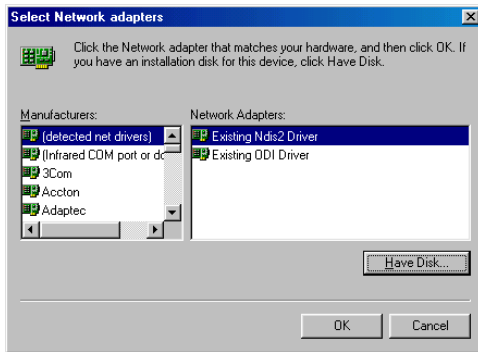 Select Network adapters
Click the Network adapter that matches your hardware, and then click OK. If
you have an installation disk for this device, click Have Disk.
Manufacturers:
(detected net drivers)
(Infrared COM port or do
3Com
Accton
Adaptec
Network Adapters:
Existing Ndis2 Driver
Existing ODI Driver
Have Disk...
OK
Cancel